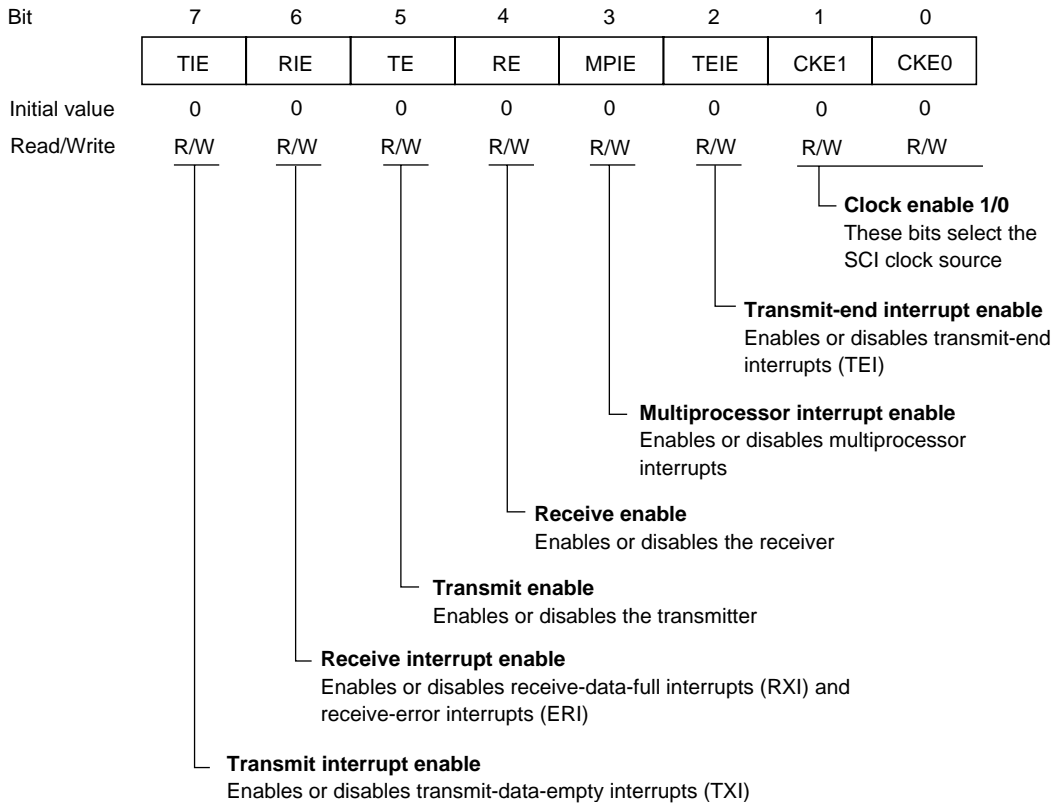 Bit 7 6 5 4 3 2 1 0
TIE RIE TE RE MPIE TEIE CKE1 CKE0
Initial value 0 0 0 0 0 0 0 0
Read/Write R/W R/W R/W R/W R/W R/W R/W R/W
Clock enable 1/0
These bits select the
SCI clock source
Transmit-end interrupt enable
Enables or disables transmit-end
interrupts (TEI)
Multiprocessor interrupt enable
Enables or disables multiprocessor
interrupts
Receive enable
Enables or disables the receiver
Transmit enable
Enables or disables the transmitter
Receive interrupt enable
Enables or disables receive-data-full interrupts (RXI) and
receive-error interrupts (ERI)
Transmit interrupt enable
Enables or disables transmit-data-empty interrupts (TXI)